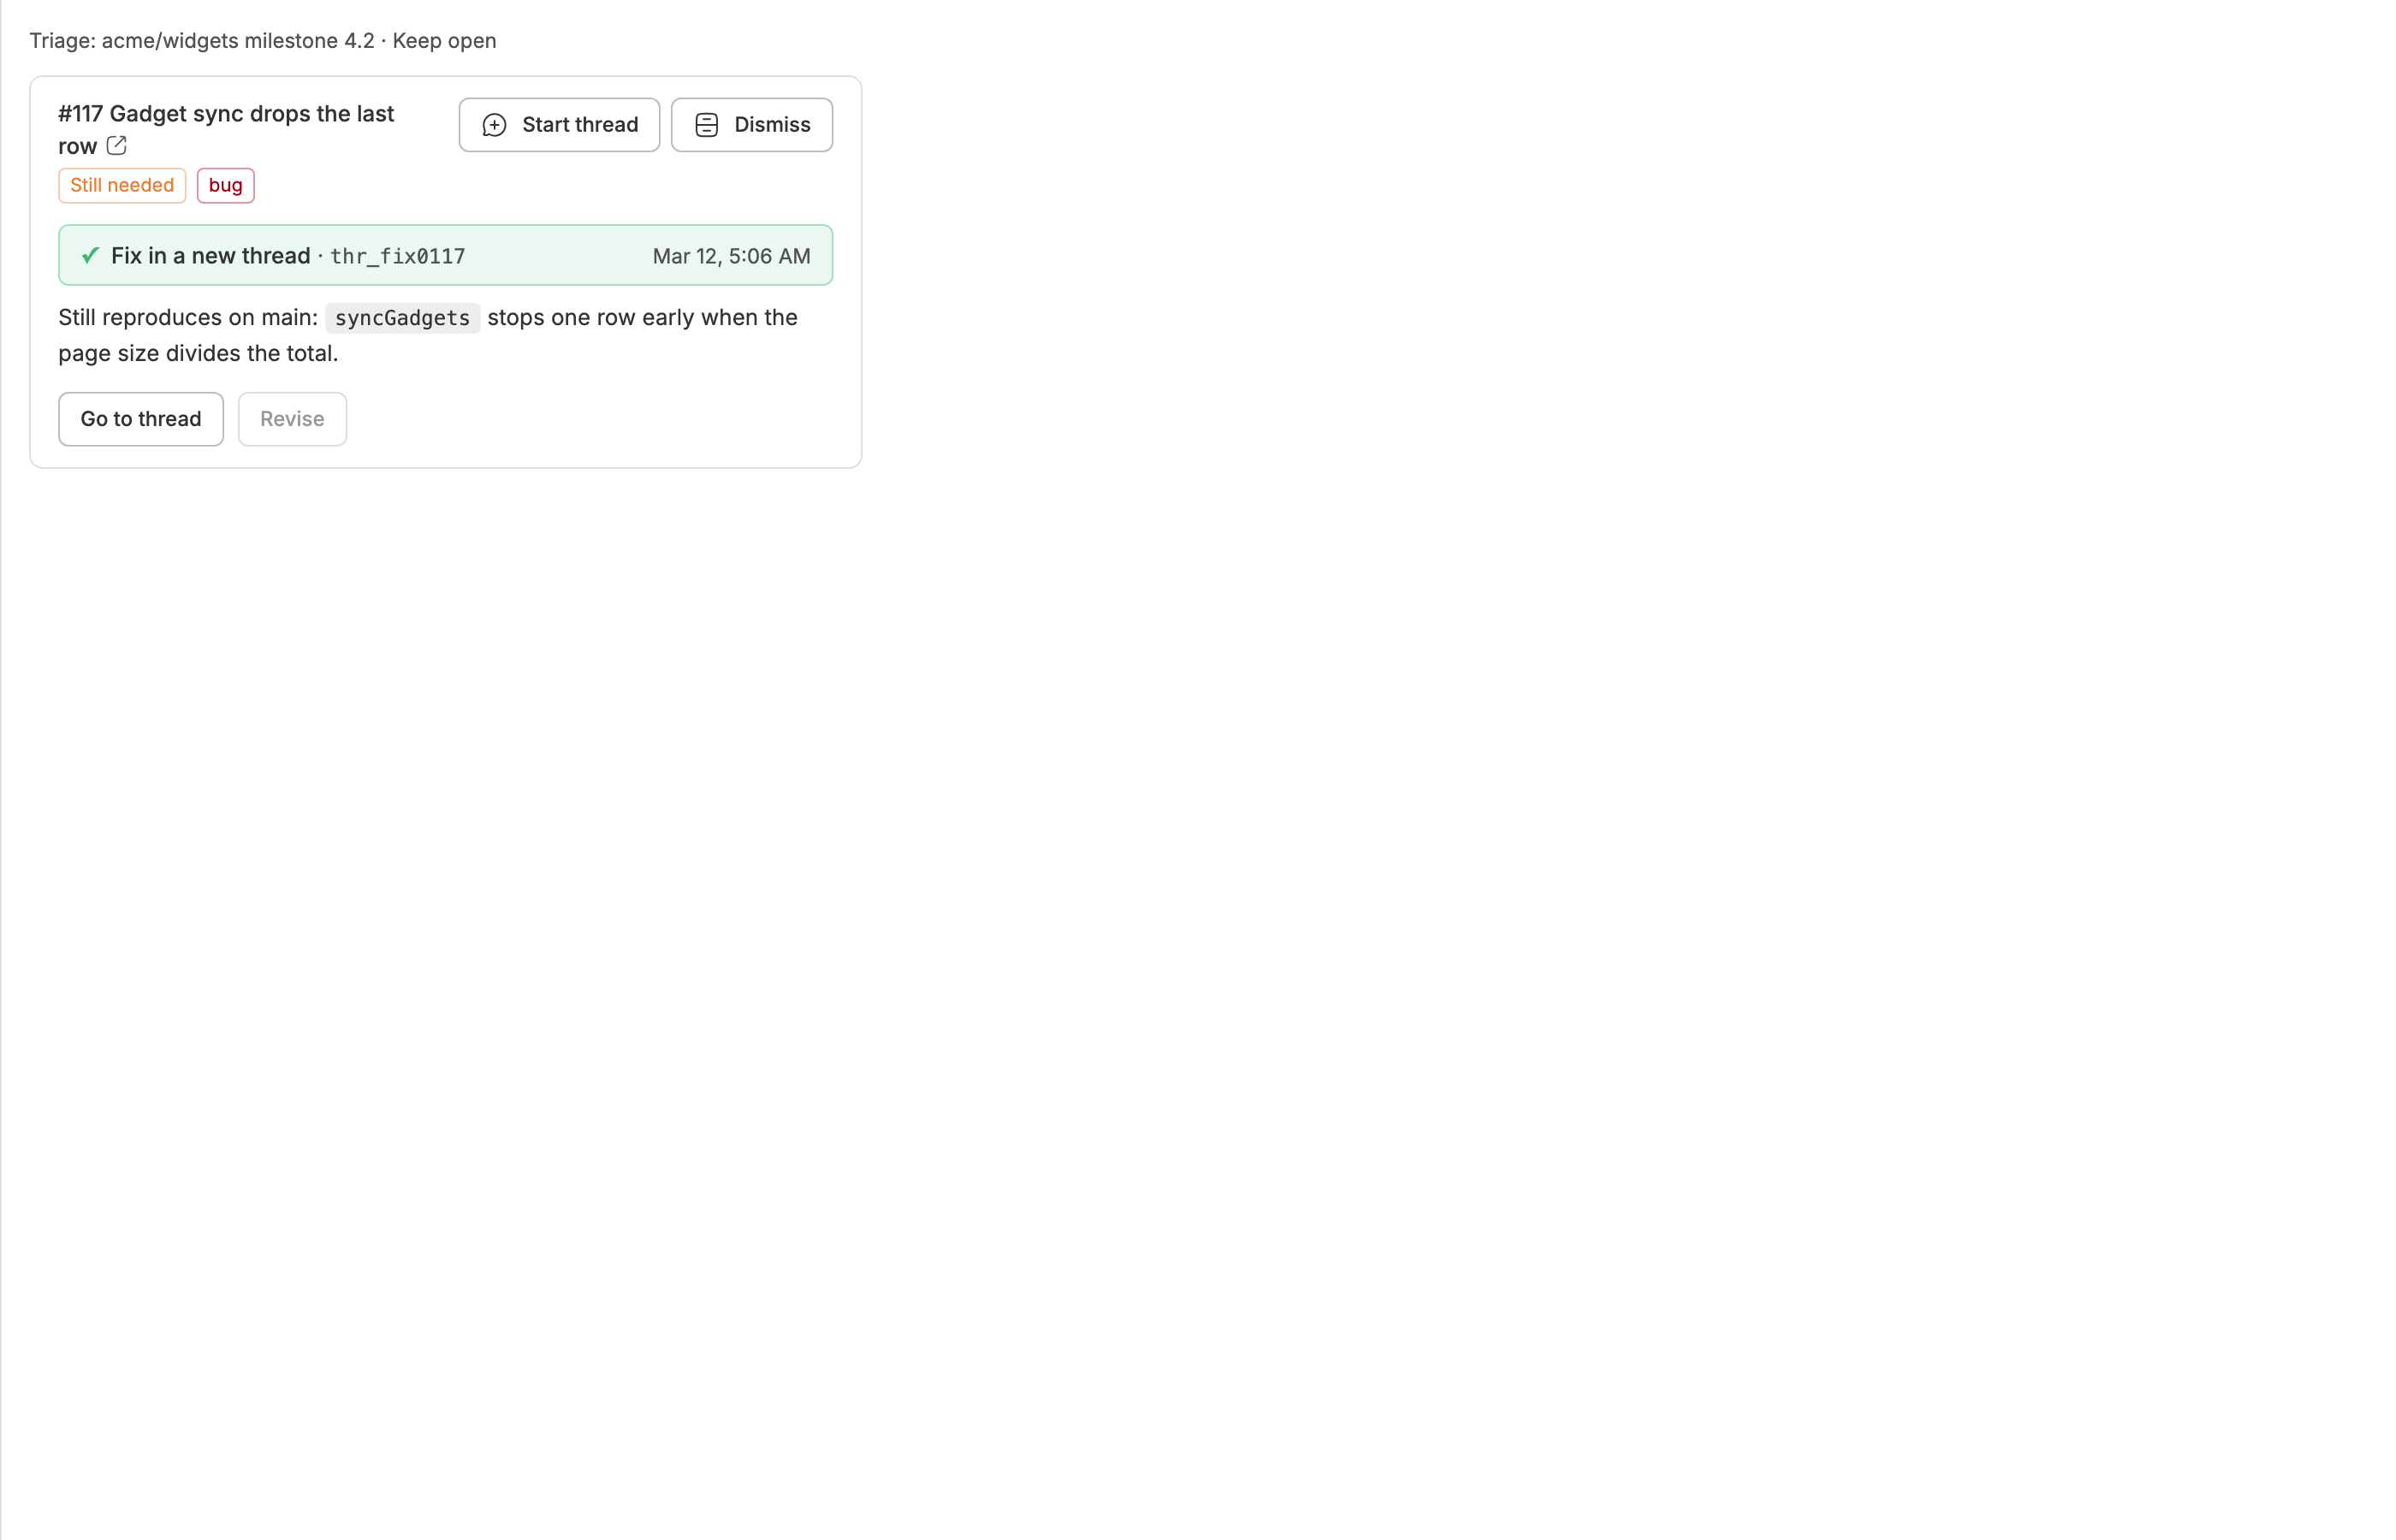 Triage: acme/widgets milestone 4.2 · Keep open
#117 Gadget sync drops the last
row
Start thread
Dismiss
Still needed
bug
✓ Fix in a new thread · thr_fix0117
Mar 12, 5:06 AM
Still reproduces on main: syncGadgets stops one row early when the
page size divides the total.
Go to thread
Revise